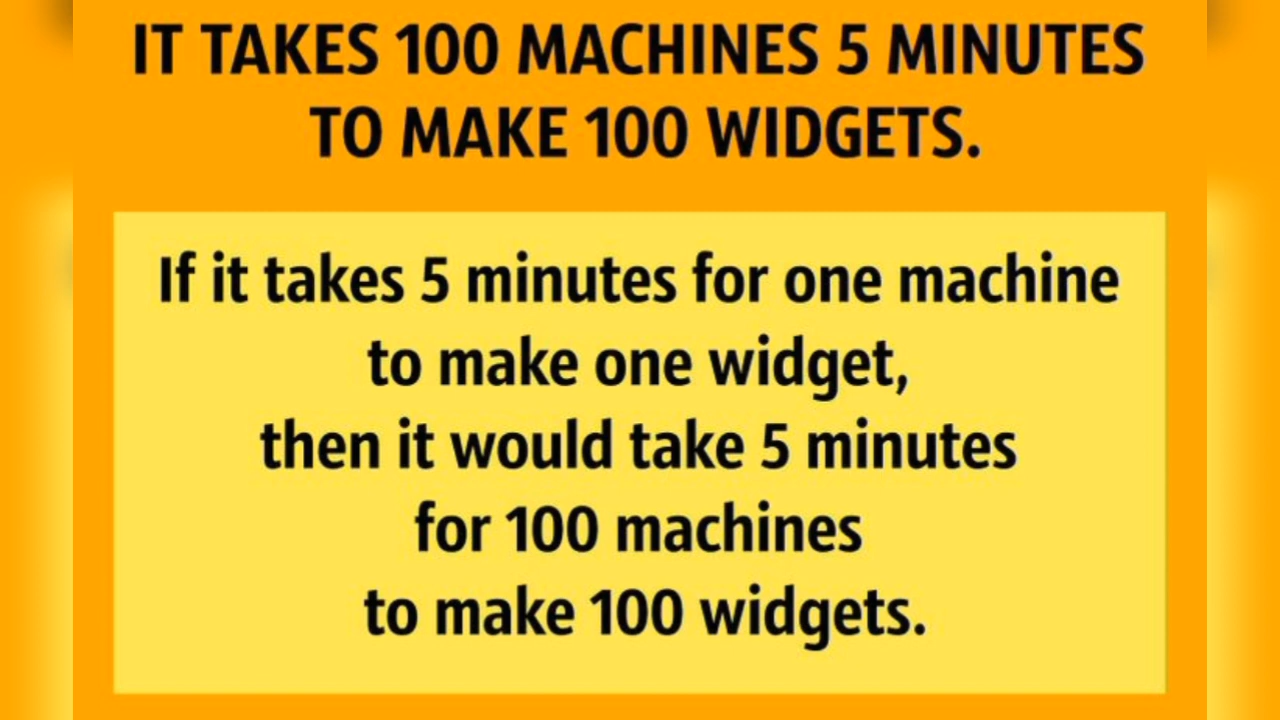 IT TAKES 100 MACHINES 5 MINUTES
TO MAKE 100 WIDGETS.
If it takes 5 minutes for one machine
to make one widget,
then it would take 5 minutes
for 100 machines
to make 100 widgets.